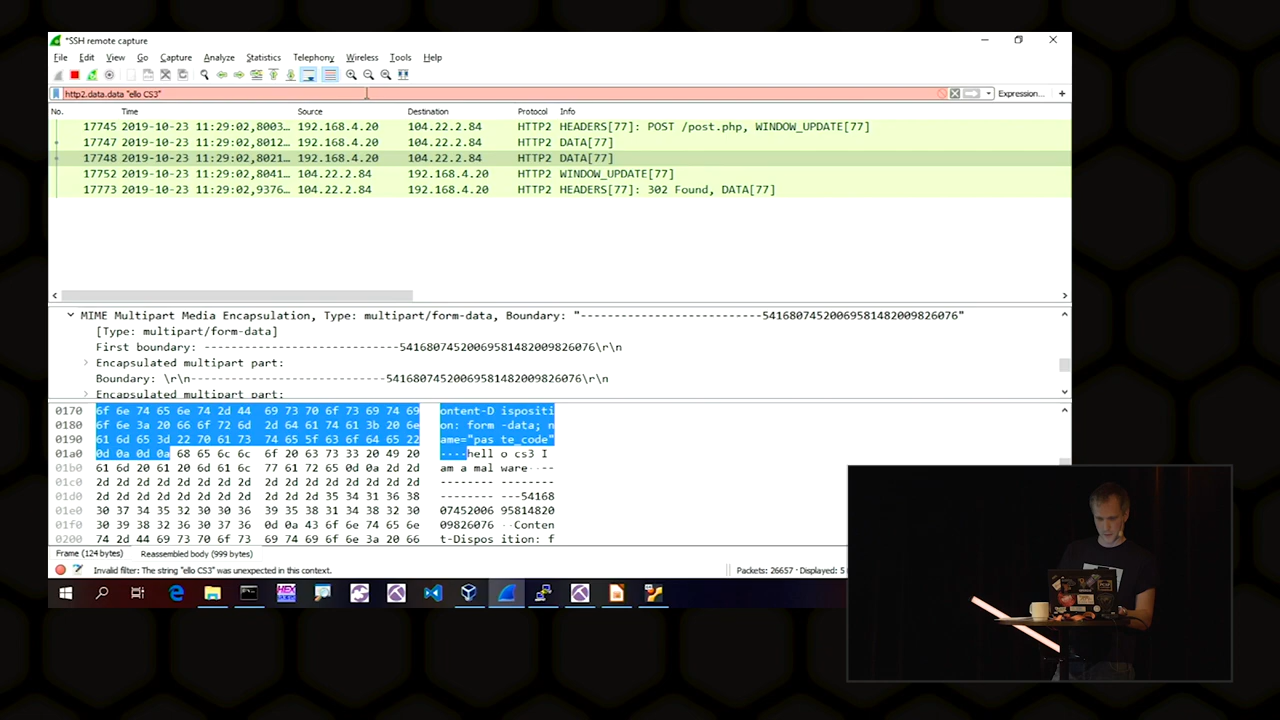 *SSH remote capture
File Edit View Go Capture Analyze Statistics Telephony Wireless Tools Help
http2.data.data "ello CS3" Expression... +
No. Time Source Destination Protocol Info
17745 2019-10-23 11:29:02,8003… 192.168.4.20 104.22.2.84 HTTP2 HEADERS[77]: POST /post.php, WINDOW_UPDATE[77]
17747 2019-10-23 11:29:02,8012… 192.168.4.20 104.22.2.84 HTTP2 DATA[77]
17748 2019-10-23 11:29:02,8021… 192.168.4.20 104.22.2.84 HTTP2 DATA[77]
17752 2019-10-23 11:29:02,8041… 104.22.2.84 192.168.4.20 HTTP2 WINDOW_UPDATE[77]
17773 2019-10-23 11:29:02,9376… 104.22.2.84 192.168.4.20 HTTP2 HEADERS[77]: 302 Found, DATA[77]
MIME Multipart Media Encapsulation, Type: multipart/form-data, Boundary: "---------------------------54168074520069581482009826076"
[Type: multipart/form-data]
First boundary: -----------------------------54168074520069581482009826076\r\n
Encapsulated multipart part:
Boundary: \r\n-----------------------------54168074520069581482009826076\r\n
Encapsulated multipart part:
0170 6f 6e 74 65 6e 74 2d 44 69 73 70 6f 73 69 74 69 ontent-D ispositi
0180 6f 6e 3a 20 66 6f 72 6d 2d 64 61 74 61 3b 20 6e on: form -data; n
0190 61 6d 65 3d 22 70 61 73 74 65 5f 63 6f 64 65 22 ame="pas te_code"
01a0 0d 0a 0d 0a 68 65 6c 6c 6f 20 63 73 33 20 49 20 ····hell o cs3 I
01b0 61 6d 20 61 20 6d 61 6c 77 61 72 65 0d 0a 2d 2d am a mal ware··--
01c0 2d 2d 2d 2d 2d 2d 2d 2d 2d 2d 2d 2d 2d 2d 2d 2d -------- --------
01d0 2d 2d 2d 2d 2d 2d 2d 2d 2d 2d 2d 35 34 31 36 38 -------- ---54168
01e0 30 37 34 35 32 30 30 36 39 35 38 31 34 38 32 30 07452006 95814820
01f0 30 39 38 32 36 30 37 36 0d 0a 43 6f 6e 74 65 6e 09826076 ··Conten
0200 74 2d 44 69 73 70 6f 73 69 74 69 6f 6e 3a 20 66 t-Dispos ition: f
Frame (124 bytes) Reassembled body (999 bytes)
Invalid filter: The string "ello CS3" was unexpected in this context. Packets: 26657 · Displayed: 5
HEX